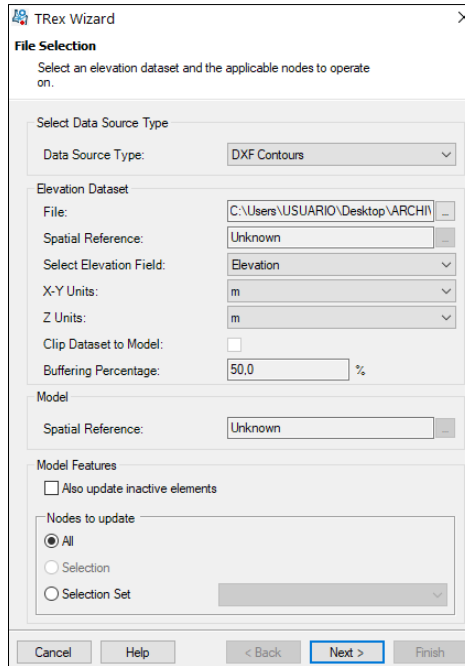 TRex Wizard
File Selection
Select an elevation dataset and the applicable nodes to operate
on.
Select Data Source Type
Data Source Type: DXF Contours
Elevation Dataset
File: C:\Users\USUARIO\Desktop\ARCHI\ ...
Spatial Reference: Unknown ...
Select Elevation Field: Elevation
X-Y Units: m
Z Units: m
Clip Dataset to Model:
Buffering Percentage: 50,0 %
Model
Spatial Reference: Unknown ...
Model Features
Also update inactive elements
Nodes to update
All
Selection
Selection Set
Cancel Help < Back Next > Finish